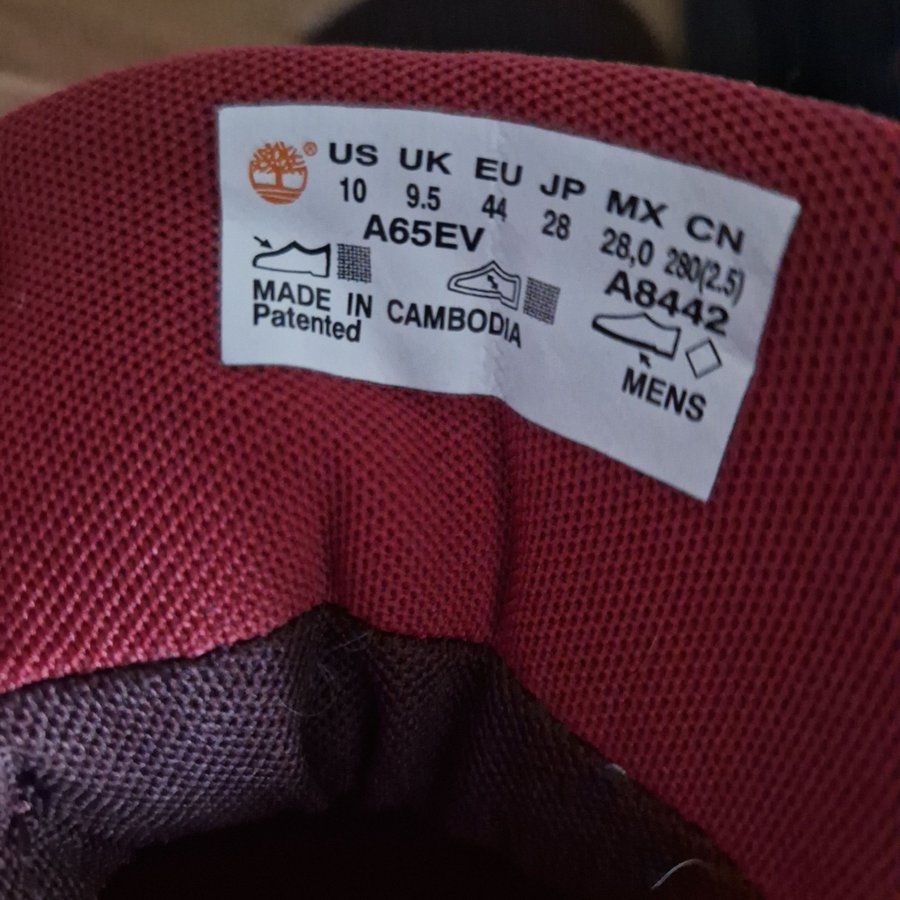 ® US UK EU JP MX CN
10 9.5 44 28 28,0 280(2.5)
A65EV A8442
MADE IN CAMBODIA
Patented
MENS